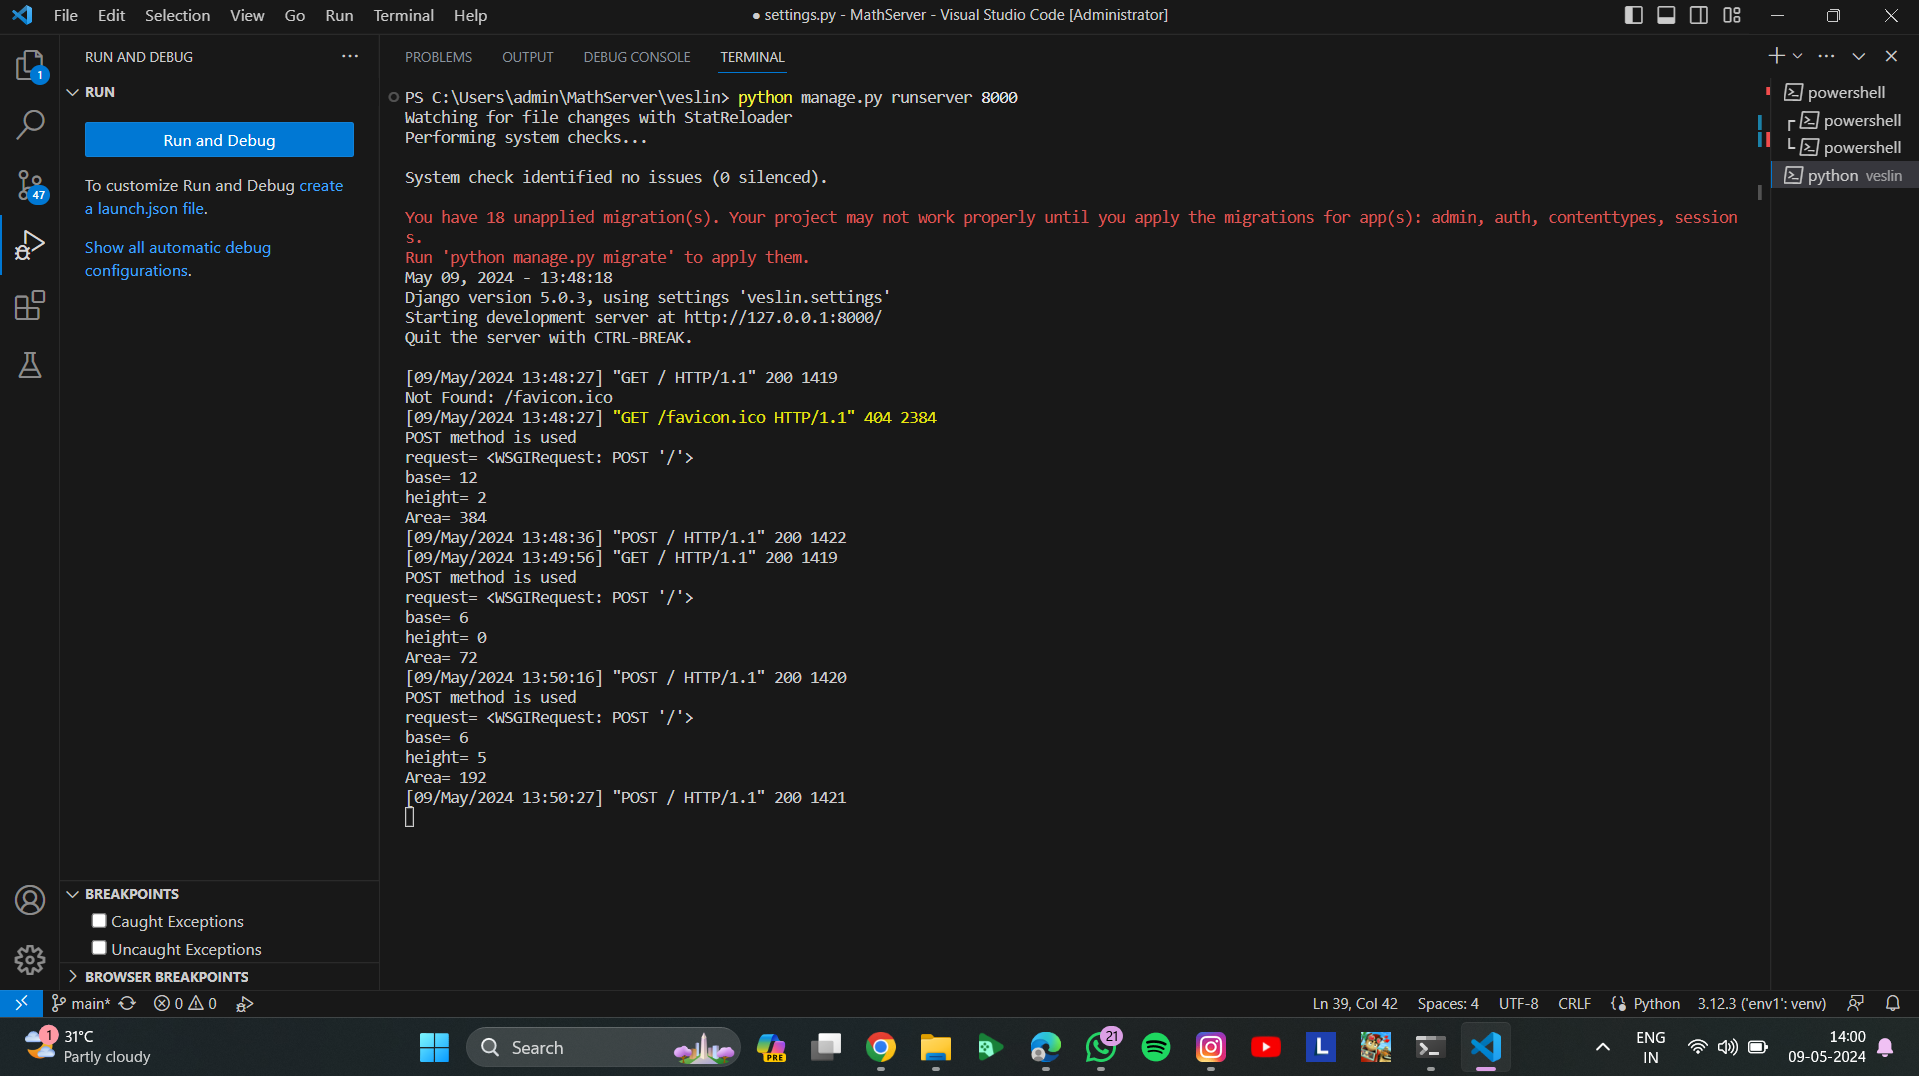 File Edit Selection View Go Run Terminal Help
● settings.py - MathServer - Visual Studio Code [Administrator]
RUN AND DEBUG ...
RUN
Run and Debug
To customize Run and Debug create
a launch.json file.
Show all automatic debug
configurations.
1
47
PROBLEMS OUTPUT DEBUG CONSOLE TERMINAL
PS C:\Users\admin\MathServer\veslin> python manage.py runserver 8000
Watching for file changes with StatReloader
Performing system checks...
System check identified no issues (0 silenced).
You have 18 unapplied migration(s). Your project may not work properly until you apply the migrations for app(s): admin, auth, contenttypes, session
s.
Run 'python manage.py migrate' to apply them.
May 09, 2024 - 13:48:18
Django version 5.0.3, using settings 'veslin.settings'
Starting development server at http://127.0.0.1:8000/
Quit the server with CTRL-BREAK.
[09/May/2024 13:48:27] "GET / HTTP/1.1" 200 1419
Not Found: /favicon.ico
[09/May/2024 13:48:27] "GET /favicon.ico HTTP/1.1" 404 2384
POST method is used
request= <WSGIRequest: POST '/'>
base= 12
height= 2
Area= 384
[09/May/2024 13:48:36] "POST / HTTP/1.1" 200 1422
[09/May/2024 13:49:56] "GET / HTTP/1.1" 200 1419
POST method is used
request= <WSGIRequest: POST '/'>
base= 6
height= 0
Area= 72
[09/May/2024 13:50:16] "POST / HTTP/1.1" 200 1420
POST method is used
request= <WSGIRequest: POST '/'>
base= 6
height= 5
Area= 192
[09/May/2024 13:50:27] "POST / HTTP/1.1" 200 1421
powershell
powershell
powershell
python veslin
BREAKPOINTS
Caught Exceptions
Uncaught Exceptions
BROWSER BREAKPOINTS
main* 0 0
Ln 39, Col 42 Spaces: 4 UTF-8 CRLF Python 3.12.3 ('env1': venv)
1
31°C
Partly cloudy
Search
PRE
21
L
ENG
IN
14:00
09-05-2024